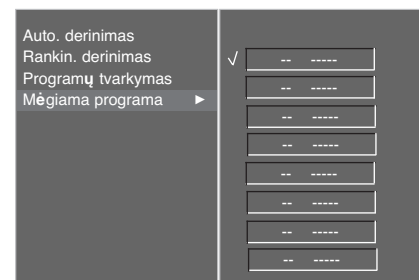 Auto. derinimas
Rankin. derinimas
Programų tvarkymas
Mėgiama programa ►
√ -- -----
-- -----
-- -----
-- -----
-- -----
-- -----
-- -----
-- -----